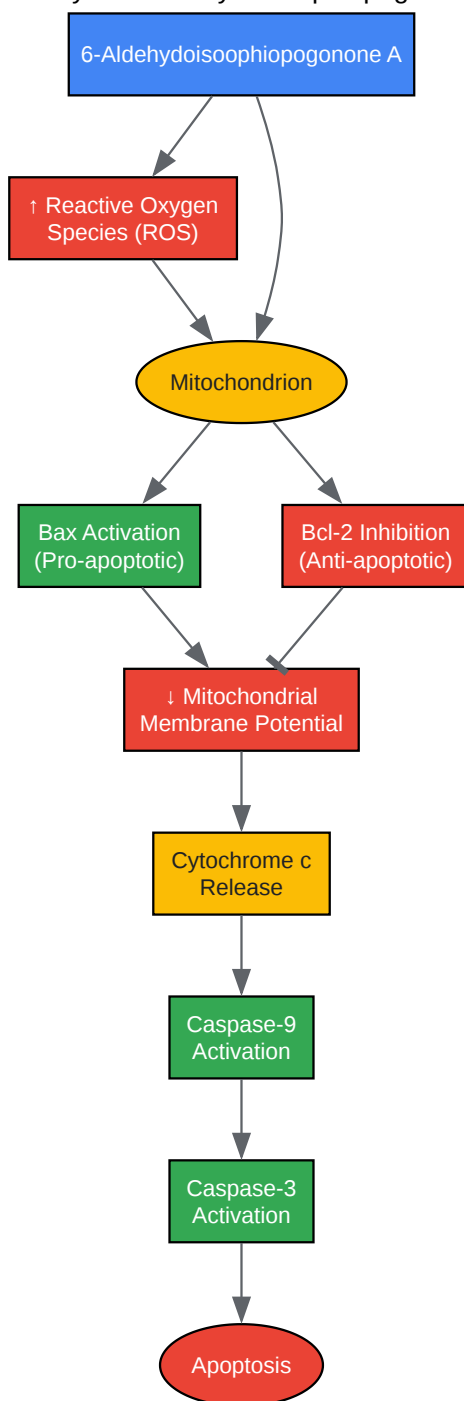 6-Aldehydoisoophiopogonone A
↑ Reactive Oxygen
Species (ROS)
Mitochondrion
Bax Activation
(Pro-apoptotic)
Bcl-2 Inhibition
(Anti-apoptotic)
↓ Mitochondrial
Membrane Potential
Cytochrome c
Release
Caspase-9
Activation
Caspase-3
Activation
Apoptosis